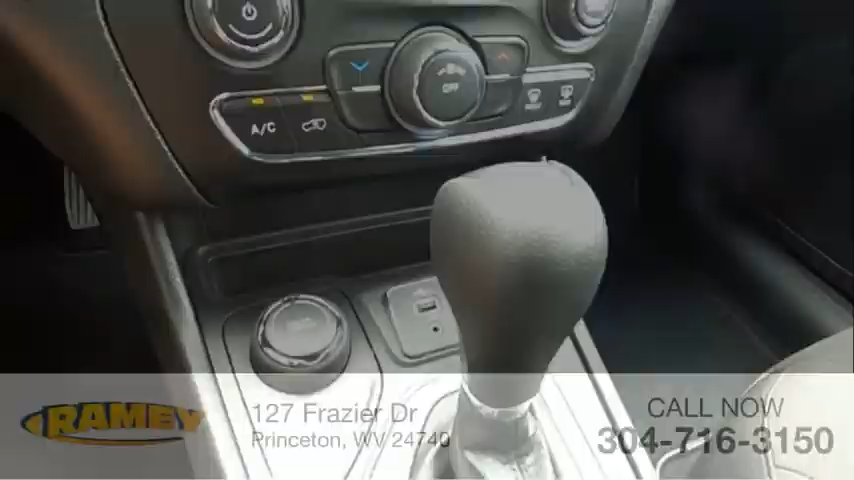 A/C
OFF
RAMEY
127 Frazier Dr
Princeton, WV 24740
CALL NOW
304-716-3150